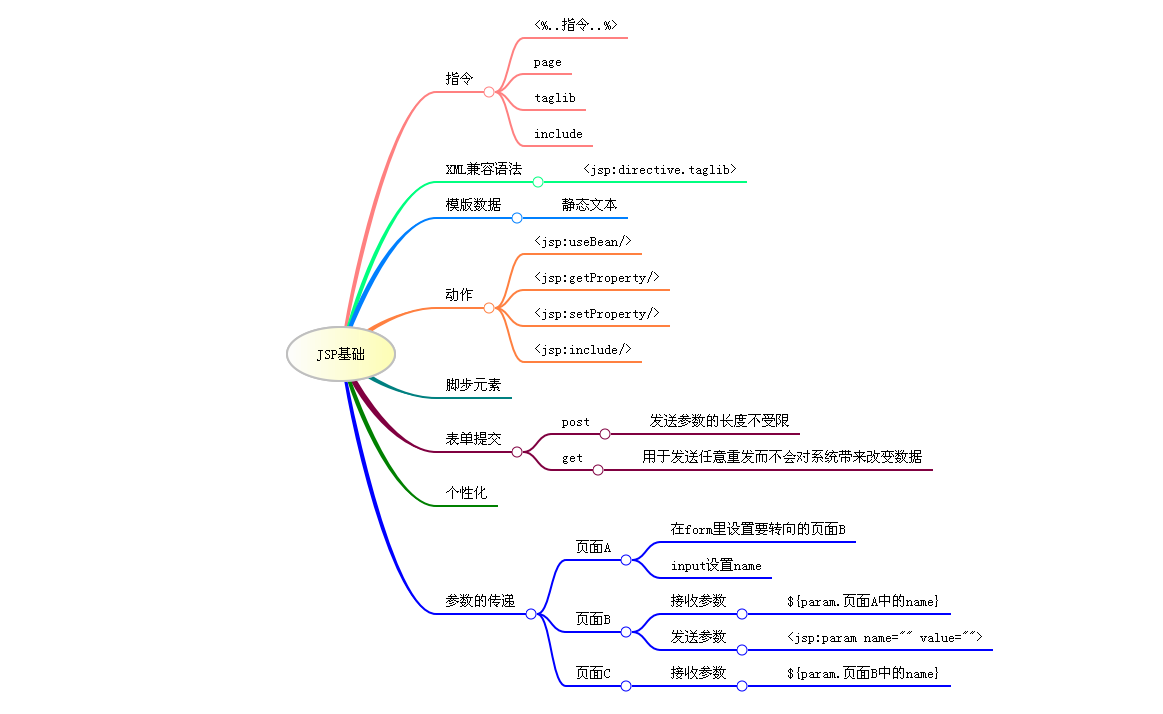 JSP基础
指令
<%..指令..%>
page
taglib
include
XML兼容语法
<jsp:directive.taglib>
模版数据
静态文本
动作
<jsp:useBean/>
<jsp:getProperty/>
<jsp:setProperty/>
<jsp:include/>
脚步元素
表单提交
post
发送参数的长度不受限
get
用于发送任意重发而不会对系统带来改变数据
个性化
参数的传递
页面A
在form里设置要转向的页面B
input设置name
页面B
接收参数
${param.页面A中的name}
发送参数
<jsp:param name="" value="">
页面C
接收参数
${param.页面B中的name}